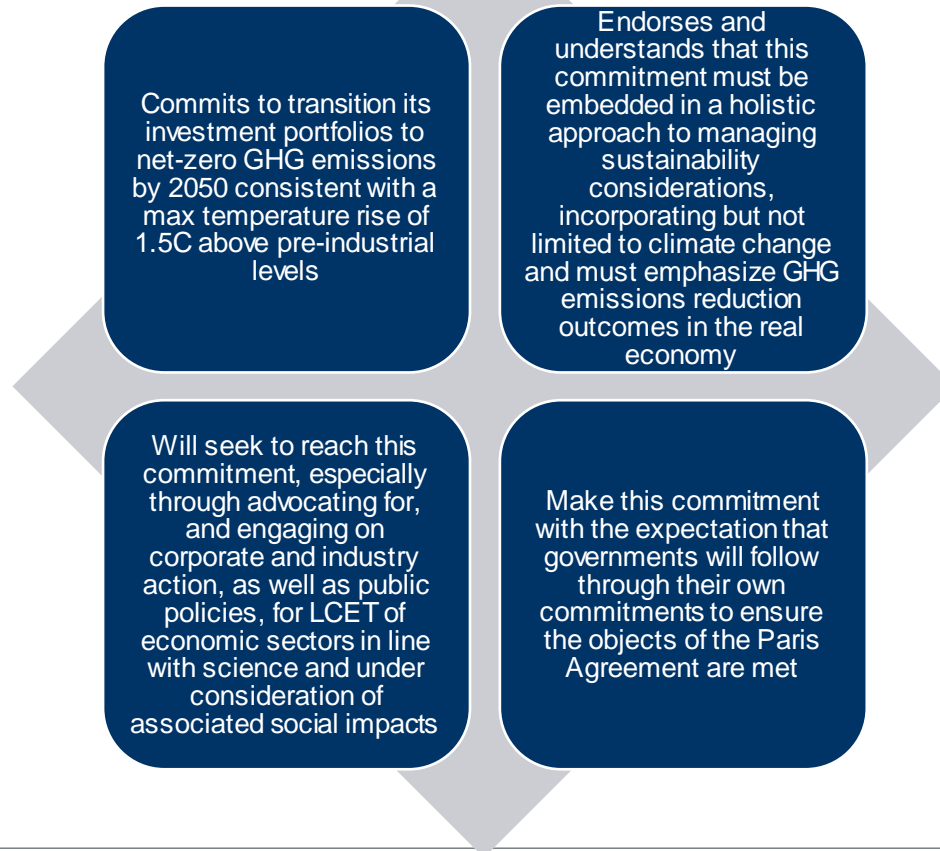 Commits to transition its
investment portfolios to
net-zero GHG emissions
by 2050 consistent with a
max temperature rise of
1.5C above pre-industrial
levels
Endorses and
understands that this
commitment must be
embedded in a holistic
approach to managing
sustainability
considerations,
incorporating but not
limited to climate change
and must emphasize GHG
emissions reduction
outcomes in the real
economy
Will seek to reach this
commitment, especially
through advocating for,
and engaging on
corporate and industry
action, as well as public
policies, for LCET of
economic sectors in line
with science and under
consideration of
associated social impacts
Make this commitment
with the expectation that
governments will follow
through their own
commitments to ensure
the objects of the Paris
Agreement are met